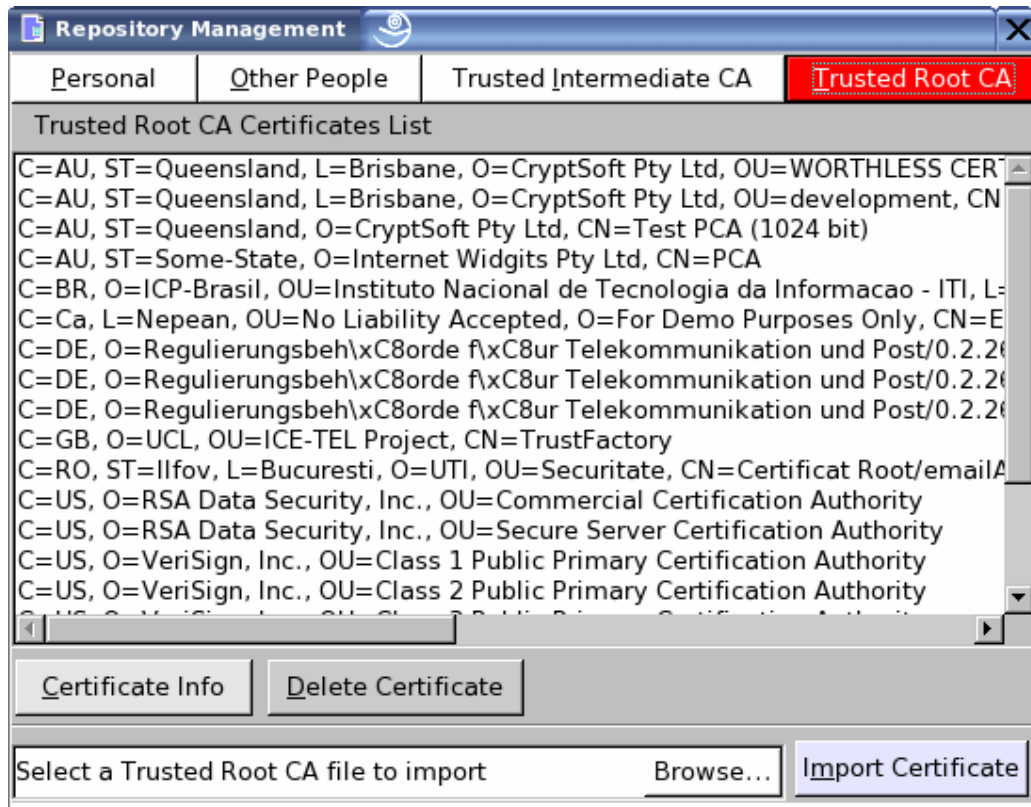 Repository Management
Personal Other People Trusted Intermediate CA Trusted Root CA
Trusted Root CA Certificates List
C=AU, ST=Queensland, L=Brisbane, O=CryptSoft Pty Ltd, OU=WORTHLESS CERT
C=AU, ST=Queensland, L=Brisbane, O=CryptSoft Pty Ltd, OU=development, CN
C=AU, ST=Queensland, O=CryptSoft Pty Ltd, CN=Test PCA (1024 bit)
C=AU, ST=Some-State, O=Internet Widgits Pty Ltd, CN=PCA
C=BR, O=ICP-Brasil, OU=Instituto Nacional de Tecnologia da Informacao - ITI, L=
C=Ca, L=Nepean, OU=No Liability Accepted, O=For Demo Purposes Only, CN=E
C=DE, O=Regulierungsbeh\xC8orde f\xC8ur Telekommunikation und Post/0.2.26
C=DE, O=Regulierungsbeh\xC8orde f\xC8ur Telekommunikation und Post/0.2.26
C=DE, O=Regulierungsbeh\xC8orde f\xC8ur Telekommunikation und Post/0.2.26
C=GB, O=UCL, OU=ICE-TEL Project, CN=TrustFactory
C=RO, ST=Ilfov, L=Bucuresti, O=UTI, OU=Securitate, CN=Certificat Root/emailA
C=US, O=RSA Data Security, Inc., OU=Commercial Certification Authority
C=US, O=RSA Data Security, Inc., OU=Secure Server Certification Authority
C=US, O=VeriSign, Inc., OU=Class 1 Public Primary Certification Authority
C=US, O=VeriSign, Inc., OU=Class 2 Public Primary Certification Authority
Certificate Info Delete Certificate
Select a Trusted Root CA file to import Browse... Import Certificate